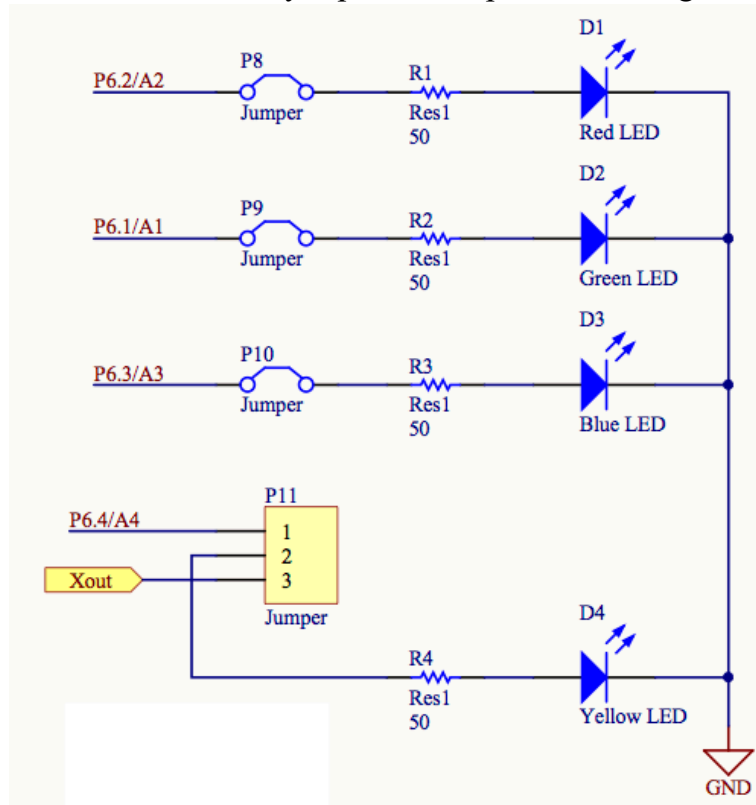 D1
P8
P6.2/A2
R1
Jumper
Res1
Red LED
50
D2
P9
P6.1/A1
R2
Jumper
Res1
Green LED
50
D3
P10
P6.3/A3
R3
Jumper
Res1
Blue LED
50
P11
P6.4/A4
1
2
Xout
3
Jumper
D4
R4
Res1
Yellow LED
50
GND